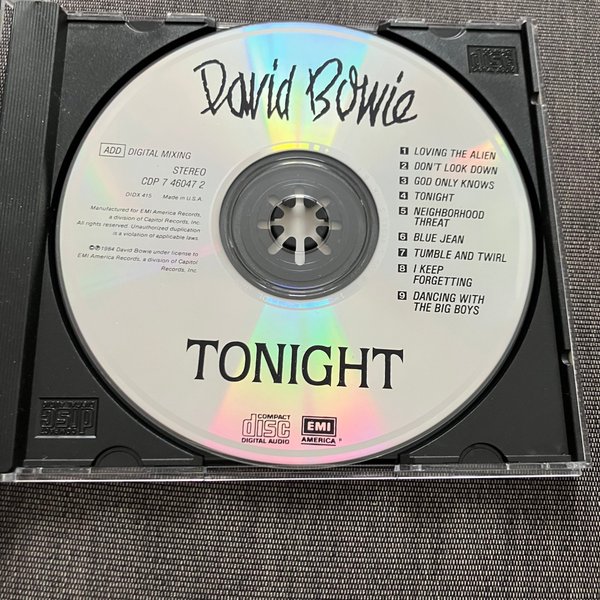 David Bowie
ADD DIGITAL MIXING
STEREO
CDP 7 46047 2
DIDX 415 Made in U.S.A.
Manufactured for EMI America Records,
a division of Capitol Records, Inc.
All rights reserved. Unauthorized duplication
is a violation of applicable laws.
©℗ 1984 David Bowie under license to
EMI America Records, a division of Capitol
Records, Inc.
1 LOVING THE ALIEN
2 DON'T LOOK DOWN
3 GOD ONLY KNOWS
4 TONIGHT
5 NEIGHBORHOOD
THREAT
6 BLUE JEAN
7 TUMBLE AND TWIRL
8 I KEEP
FORGETTING
9 DANCING WITH
THE BIG BOYS
TONIGHT
COMPACT
disc
DIGITAL AUDIO
EMI
AMERICA ®
disc
disc